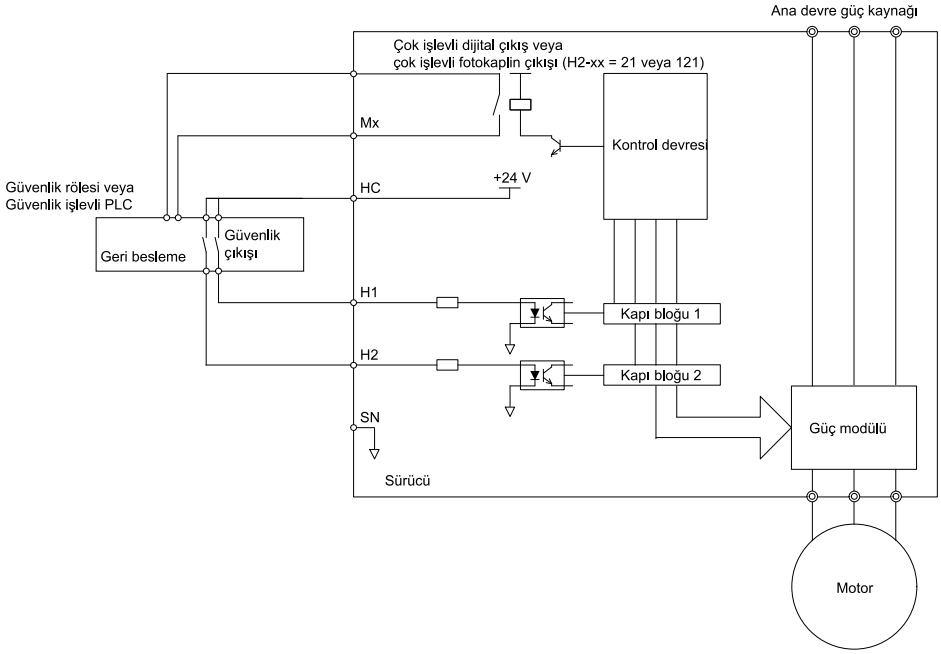 Ana devre güç kaynağı
Çok işlevli dijital çıkış veya
çok işlevli fotokaplin çıkışı (H2-xx = 21 veya 121)
Mx
Kontrol devresi
+24 V
HC
Güvenlik rölesi veya
Güvenlik işlevli PLC
Güvenlik
çıkışı
Geri besleme
H1
Kapı bloğu 1
H2
Kapı bloğu 2
SN
Güç modülü
Sürücü
Motor